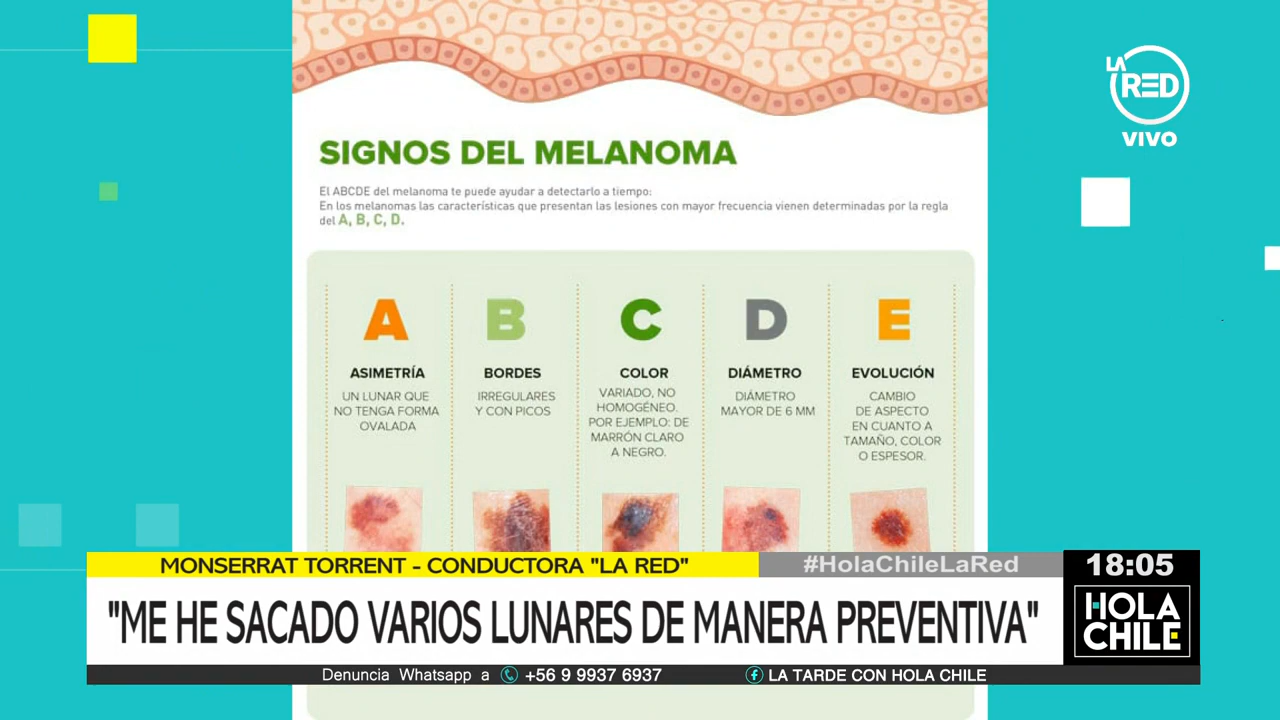 LA
RED
VIVO
SIGNOS DEL MELANOMA
El ABCDE del melanoma te puede ayudar a detectarlo a tiempo:
En los melanomas las características que presentan las lesiones con mayor frecuencia vienen determinadas por la regla
del A, B, C, D.
A
ASIMETRÍA
UN LUNAR QUE
NO TENGA FORMA
OVALADA
B
BORDES
IRREGULARES
Y CON PICOS
C
COLOR
VARIADO, NO
HOMOGÉNEO.
POR EJEMPLO: DE
MARRÓN CLARO
A NEGRO.
D
DIÁMETRO
DIÁMETRO
MAYOR DE 6 MM
E
EVOLUCIÓN
CAMBIO
DE ASPECTO
EN CUANTO A
TAMAÑO, COLOR
O ESPESOR.
MONSERRAT TORRENT - CONDUCTORA "LA RED"
#HolaChileLaRed
18:05
"ME HE SACADO VARIOS LUNARES DE MANERA PREVENTIVA"
HOLA
CHILE
Denuncia Whatsapp a +56 9 9937 6937
LA TARDE CON HOLA CHILE